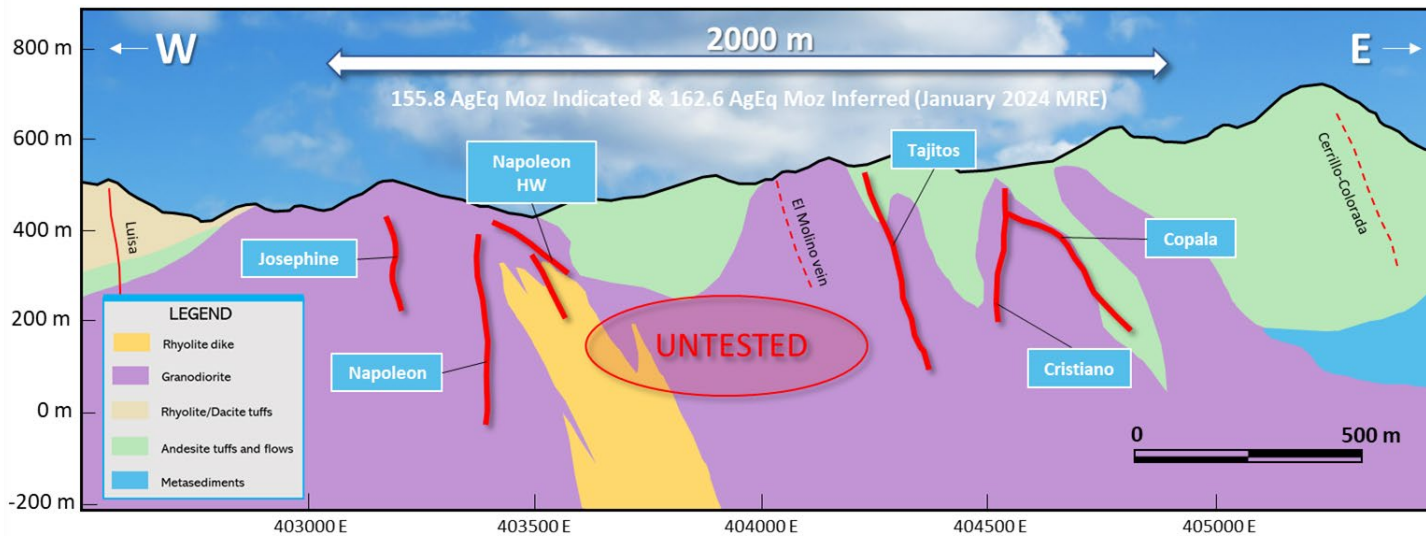 800 m
600 m
400 m
200 m
0 m
-200 m
W
2000 m
E
155.8 AgEq Moz Indicated & 162.6 AgEq Moz Inferred (January 2024 MRE)
Luisa
Josephine
Napoleon
Napoleon
HW
El Molino vein
Tajitos
Copala
Cristiano
Cerrillo-Colorada
UNTESTED
LEGEND
Rhyolite dike
Granodiorite
Rhyolite/Dacite tuffs
Andesite tuffs and flows
Metasediments
0
500 m
403000 E
403500 E
404000 E
404500 E
405000 E